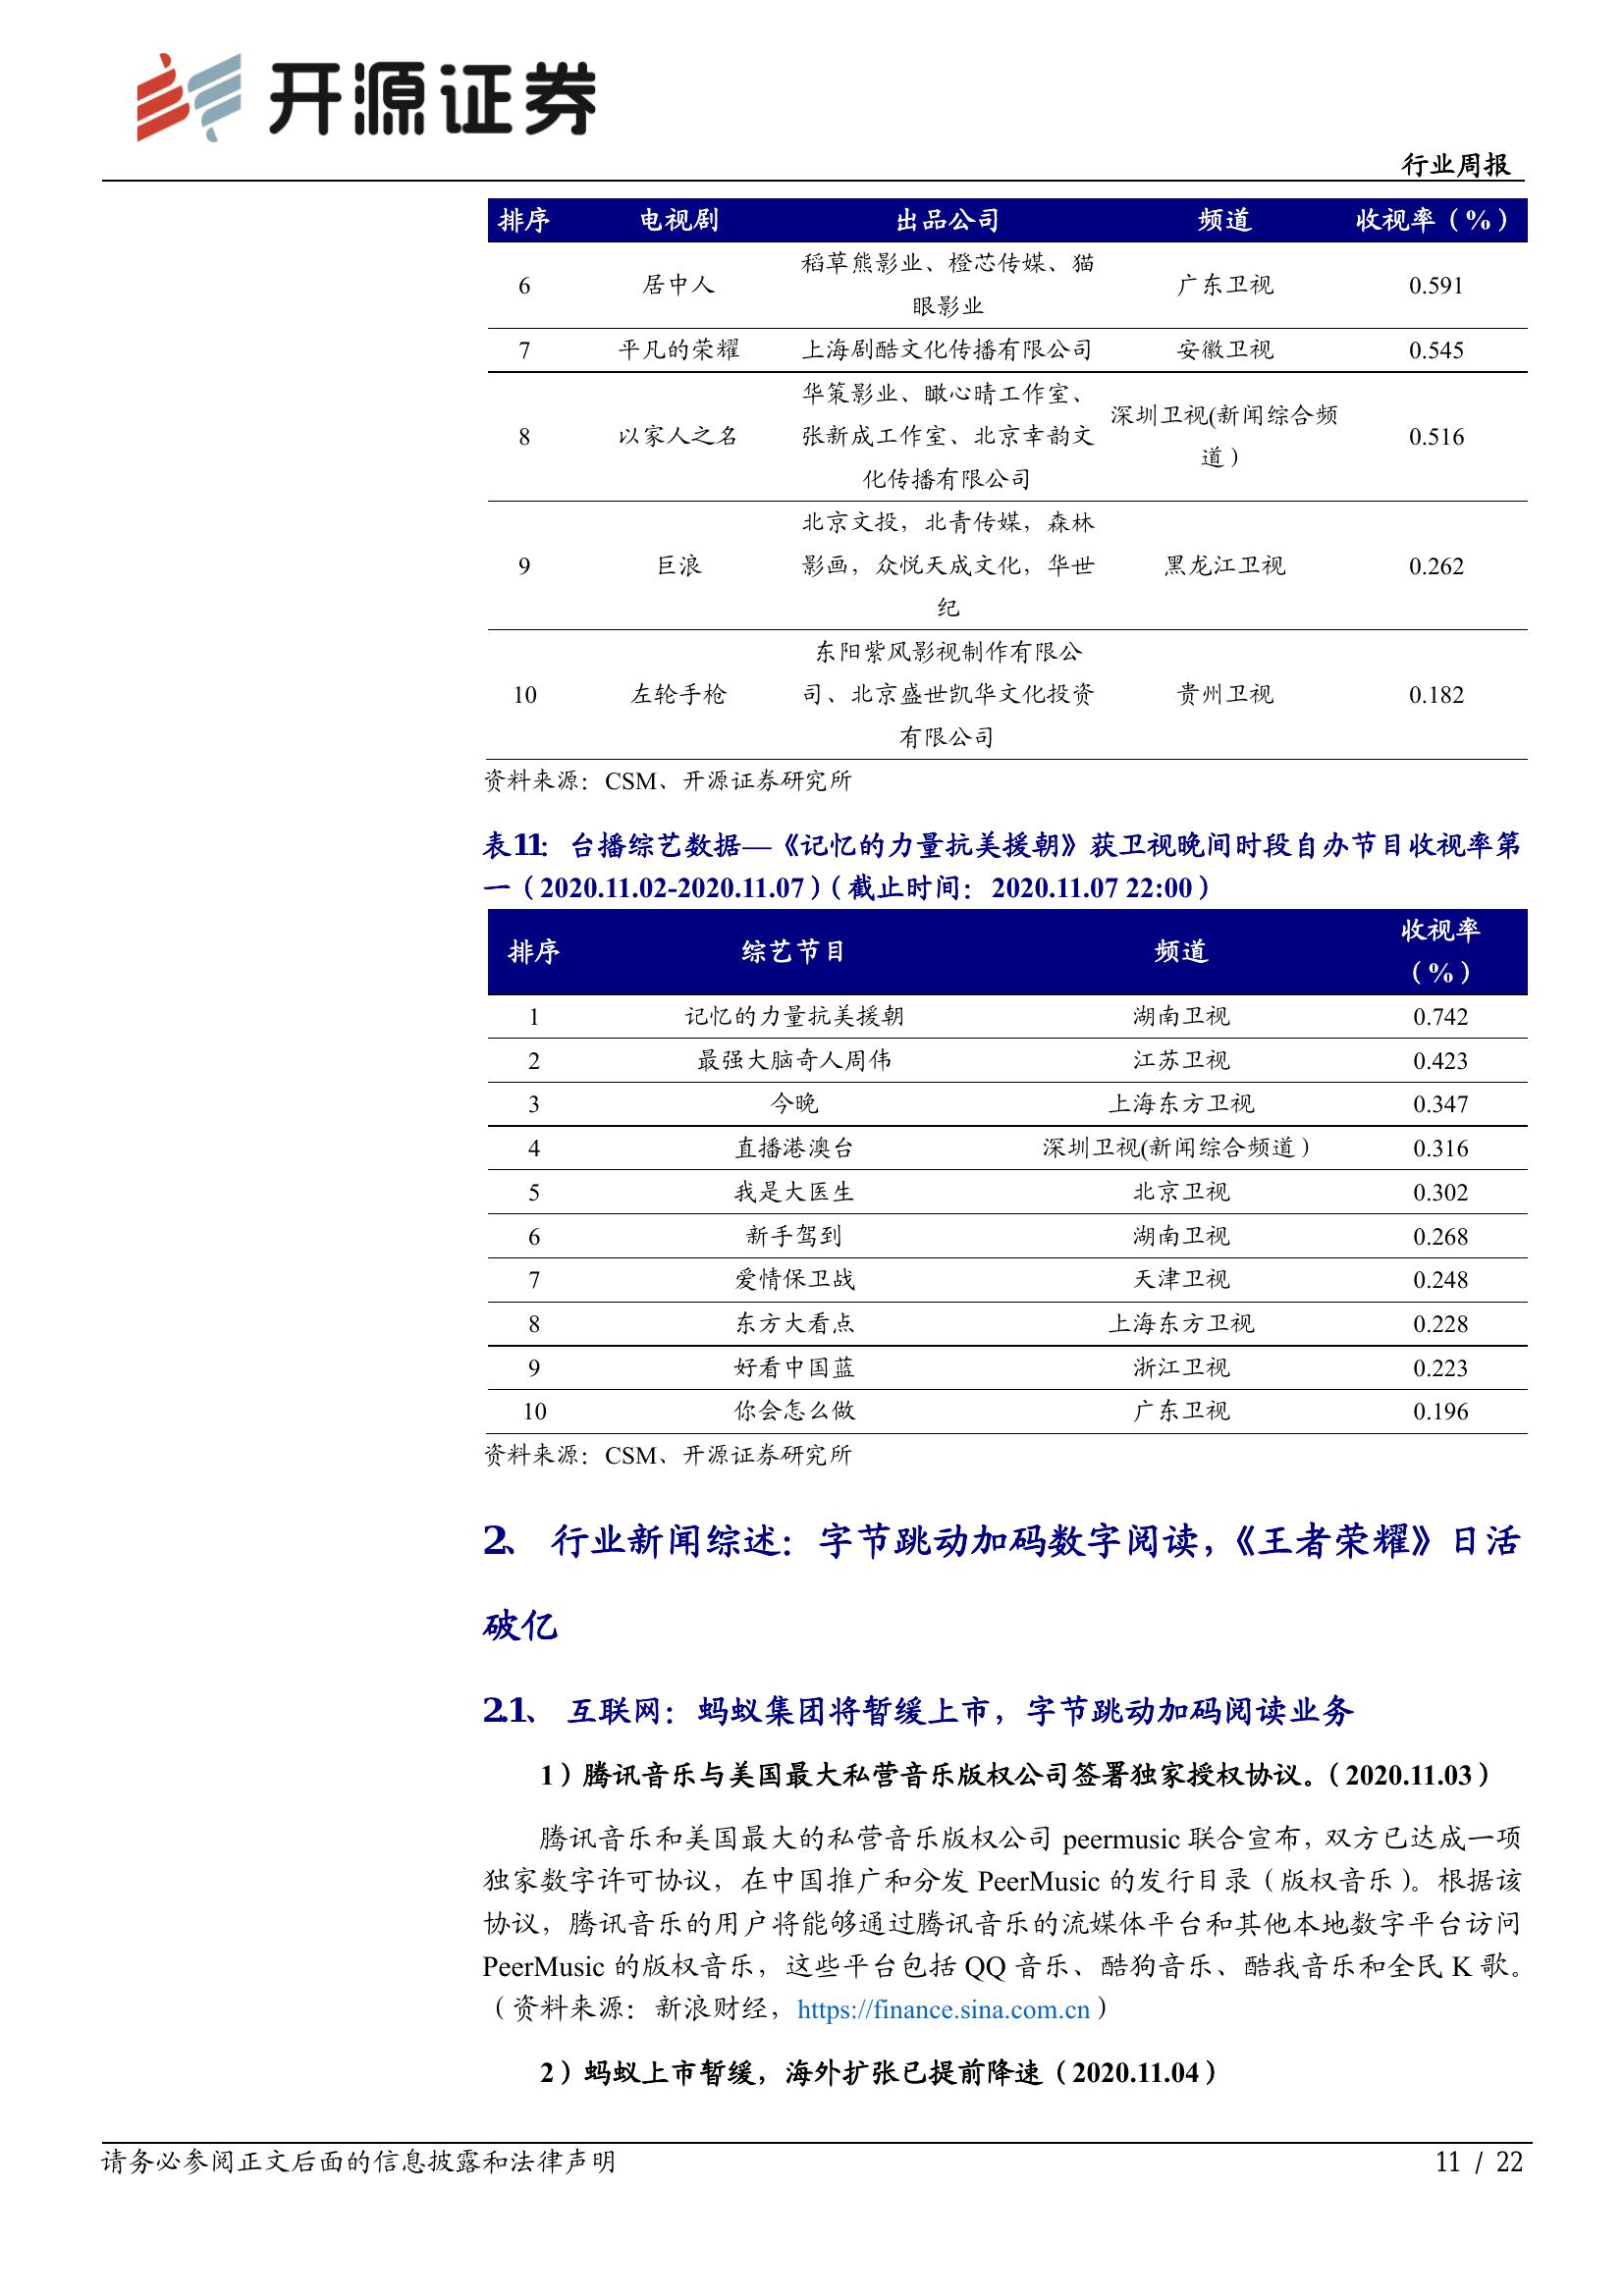 开源证券
行业周报
排序 电视剧 出品公司 频道 收视率（%）
6 居中人 稻草熊影业、橙芯传媒、猫眼影业 广东卫视 0.591
7 平凡的荣耀 上海剧酷文化传播有限公司 安徽卫视 0.545
8 以家人之名 华策影业、瞰心晴工作室、张新成工作室、北京幸韵文化传播有限公司 深圳卫视(新闻综合频道） 0.516
9 巨浪 北京文投，北青传媒，森林影画，众悦天成文化，华世纪 黑龙江卫视 0.262
10 左轮手枪 东阳紫风影视制作有限公司、北京盛世凯华文化投资有限公司 贵州卫视 0.182
资料来源：CSM、开源证券研究所
表11：台播综艺数据—《记忆的力量抗美援朝》获卫视晚间时段自办节目收视率第
一（2020.11.02-2020.11.07）（截止时间：2020.11.07 22:00）
排序 综艺节目 频道 收视率（%）
1 记忆的力量抗美援朝 湖南卫视 0.742
2 最强大脑奇人周伟 江苏卫视 0.423
3 今晚 上海东方卫视 0.347
4 直播港澳台 深圳卫视(新闻综合频道） 0.316
5 我是大医生 北京卫视 0.302
6 新手驾到 湖南卫视 0.268
7 爱情保卫战 天津卫视 0.248
8 东方大看点 上海东方卫视 0.228
9 好看中国蓝 浙江卫视 0.223
10 你会怎么做 广东卫视 0.196
资料来源：CSM、开源证券研究所
2、 行业新闻综述：字节跳动加码数字阅读，《王者荣耀》日活
破亿
2.1、 互联网：蚂蚁集团将暂缓上市，字节跳动加码阅读业务
1）腾讯音乐与美国最大私营音乐版权公司签署独家授权协议。（2020.11.03）
腾讯音乐和美国最大的私营音乐版权公司 peermusic 联合宣布，双方已达成一项
独家数字许可协议，在中国推广和分发 PeerMusic 的发行目录（版权音乐）。根据该
协议，腾讯音乐的用户将能够通过腾讯音乐的流媒体平台和其他本地数字平台访问
PeerMusic 的版权音乐，这些平台包括 QQ 音乐、酷狗音乐、酷我音乐和全民 K 歌。
（资料来源：新浪财经，https://finance.sina.com.cn）
2）蚂蚁上市暂缓，海外扩张已提前降速（2020.11.04）
请务必参阅正文后面的信息披露和法律声明 11 / 22